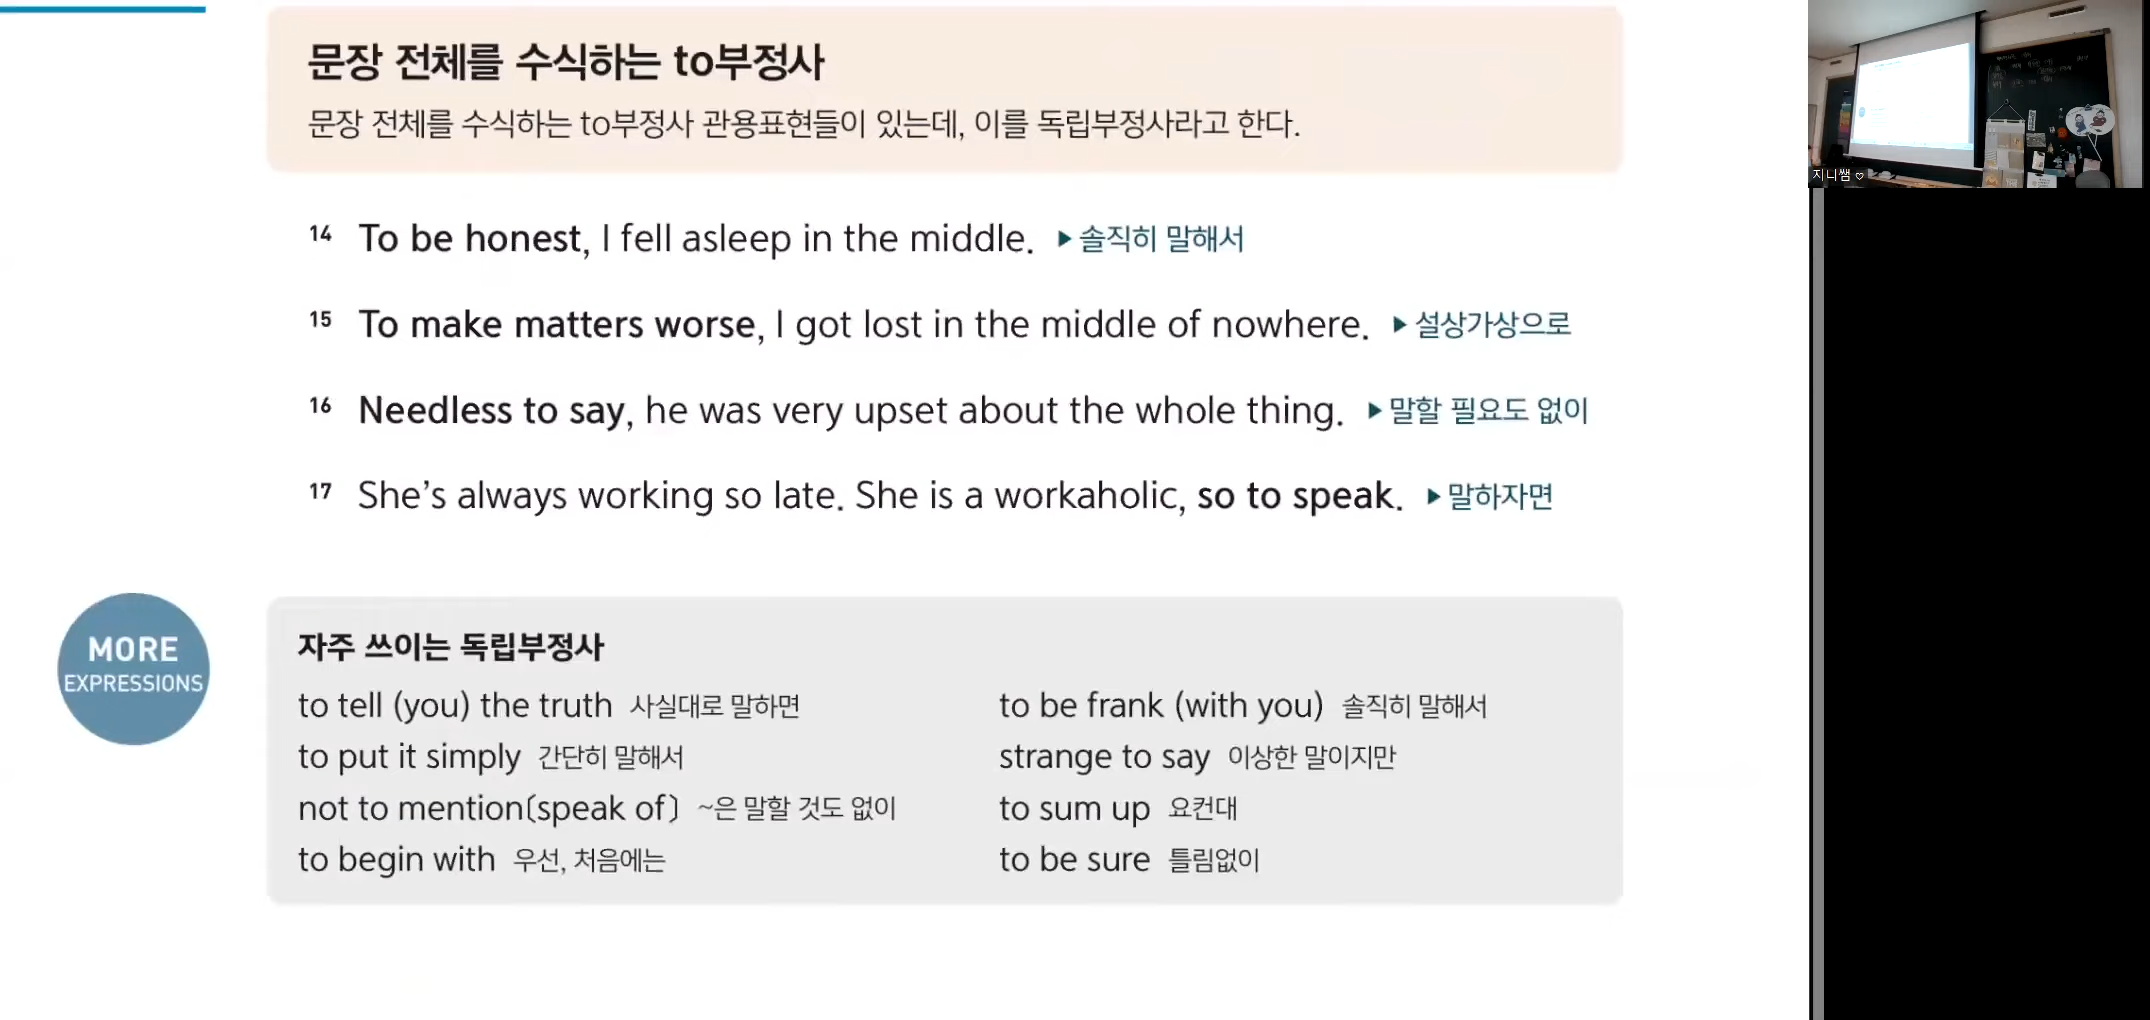 문장 전체를 수식하는 to부정사
문장 전체를 수식하는 to부정사 관용표현들이 있는데, 이를 독립부정사라고 한다.
14 To be honest, I fell asleep in the middle. ▶ 솔직히 말해서
15 To make matters worse, I got lost in the middle of nowhere. ▶ 설상가상으로
16 Needless to say, he was very upset about the whole thing. ▶ 말할 필요도 없이
17 She’s always working so late. She is a workaholic, so to speak. ▶ 말하자면
MORE
EXPRESSIONS
자주 쓰이는 독립부정사
to tell (you) the truth 사실대로 말하면
to put it simply 간단히 말해서
not to mention〔speak of〕 ~은 말할 것도 없이
to begin with 우선, 처음에는
to be frank (with you) 솔직히 말해서
strange to say 이상한 말이지만
to sum up 요컨대
to be sure 틀림없이
지니쌤 ♡